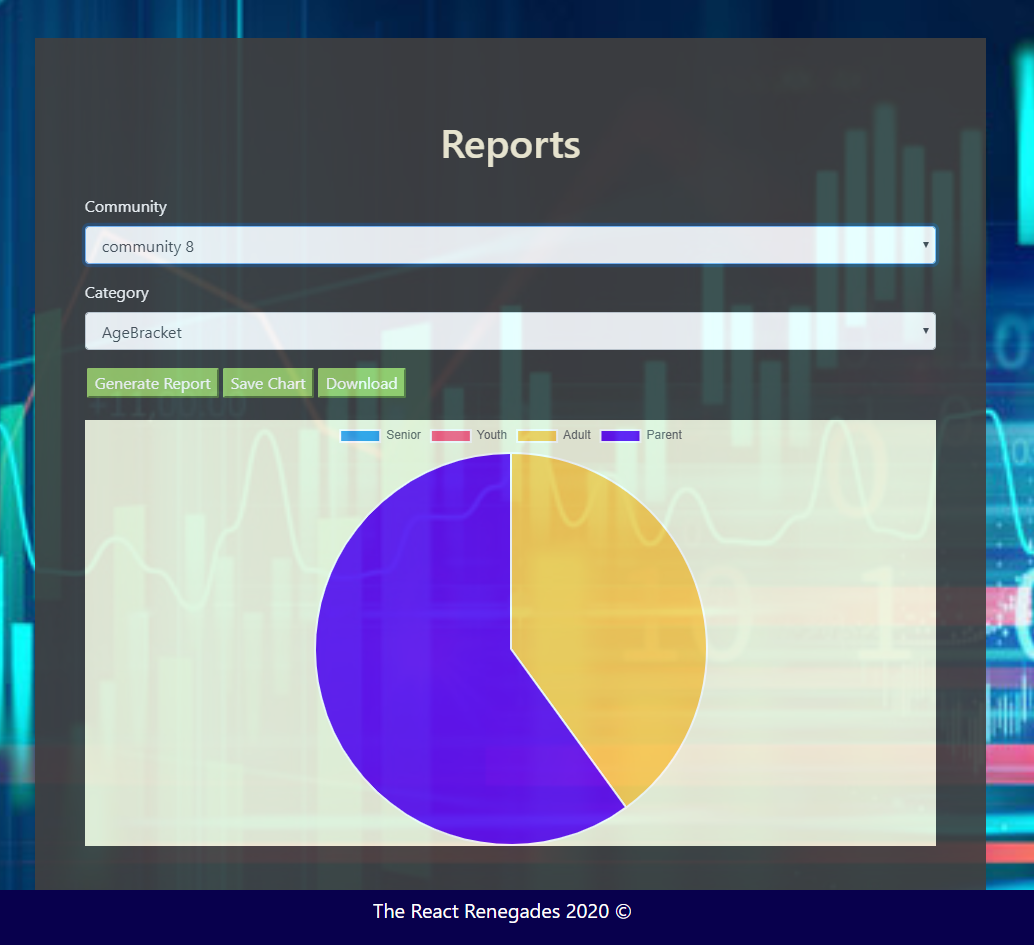 Reports
Community
community 8
Category
AgeBracket
Generate Report Save Chart Download
Senior Youth Adult Parent
The React Renegades 2020 ©